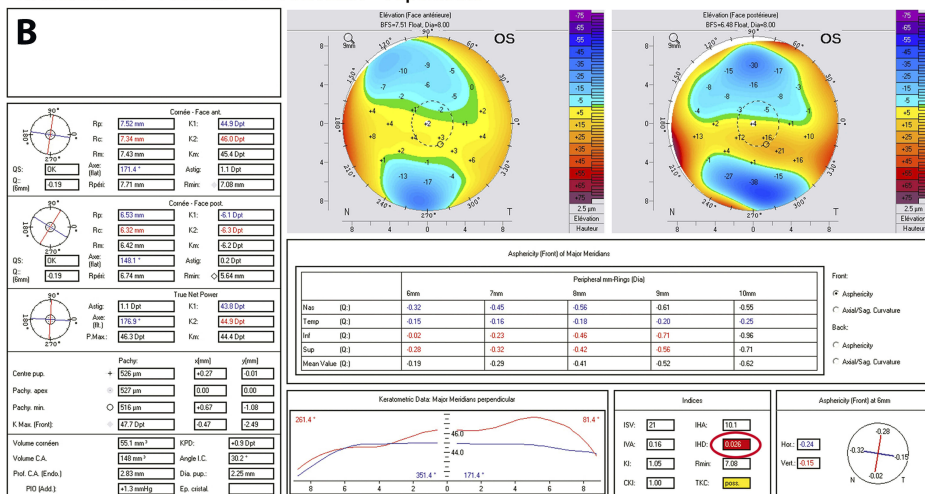 B
Elévation (Face antérieure)
BFS=7.51 Float, Dia=8.00
OS
9mm
Elévation (Face postérieure)
BFS=6.48 Float, Dia=8.00
OS
9mm
2.5 µm
Elévation
Hauteur
2.5 µm
Elévation
Hauteur
Cornée - Face ant.
Rp: 7.52 mm K1: 44.9 Dpt
Rc: 7.34 mm K2: 46.0 Dpt
Rm: 7.43 mm Km: 45.4 Dpt
QS: OK Axe: (flat) 171.4 ° Astig: 1.1 Dpt
Q: (6mm) -0.19 Rpéri: 7.71 mm Rmin: 7.08 mm
Cornée - Face post.
Rp: 6.53 mm K1: -6.1 Dpt
Rc: 6.32 mm K2: -6.3 Dpt
Rm: 6.42 mm Km: -6.2 Dpt
QS: OK Axe: (flat) 148.1 ° Astig: 0.2 Dpt
Q: (6mm) -0.19 Rpéri: 6.74 mm Rmin: 5.64 mm
True Net Power
Astig: 1.1 Dpt K1: 43.8 Dpt
Axe: (flt.) 176.9 ° K2: 44.9 Dpt
P.Max.: 46.3 Dpt Km: 44.4 Dpt
Pachy: x[mm] y[mm]
Centre pup. + 526 µm +0.27 -0.01
Pachy. apex 527 µm 0.00 0.00
Pachy. min. 516 µm +0.67 -1.08
K Max. (Front): 47.7 Dpt -0.47 -2.49
Volume cornéen 55.1 mm³ KPD: +0.9 Dpt
Volume C.A. 148 mm³ Angle I.C. 30.2 °
Prof. C.A. (Endo.) 2.83 mm Dia. pup.: 2.25 mm
PIO (Add.) +1.3 mmHg Ep. cristal.
Asphericity (Front) of Major Meridians
Peripheral mm-Rings (Dia)
6mm 7mm 8mm 9mm 10mm
Nas (Q:) -0.32 -0.45 -0.56 -0.61 -0.55
Temp (Q:) -0.15 -0.16 -0.18 -0.20 -0.25
Inf (Q:) -0.02 -0.23 -0.46 -0.71 -0.96
Sup (Q:) -0.28 -0.32 -0.42 -0.56 -0.71
Mean Value (Q:) -0.19 -0.29 -0.41 -0.52 -0.62
Front:
Asphericity
Axial/Sag. Curvature
Back:
Asphericity
Axial/Sag. Curvature
Keratometric Data: Major Meridians perpendicular
261.4 ° 81.4 °
46.0
44.0
351.4 ° 171.4 °
8 6 4 2 2 4 6 8
Indices
ISV: 21 IHA: 10.1
IVA: 0.16 IHD: 0.026
KI: 1.05 Rmin: 7.08
CKI: 1.00 TKC: poss.
Asphericity (Front) at 6mm
Hor.: -0.24
Vert.: -0.15
-0.28
-0.32
-0.15
-0.02
N T